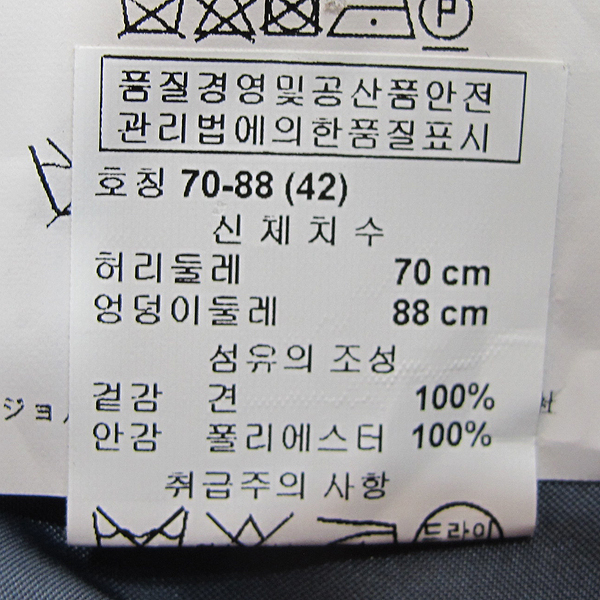 P
품질경영및공산품안전
관리법에의한품질표시
호칭 70-88 (42)
신 체 치 수
허리둘레 70 cm
엉덩이둘레 88 cm
섬유의 조성
겉감 견 100%
안감 폴리에스터 100%
취급주의 사항
드라이
ジョ 社